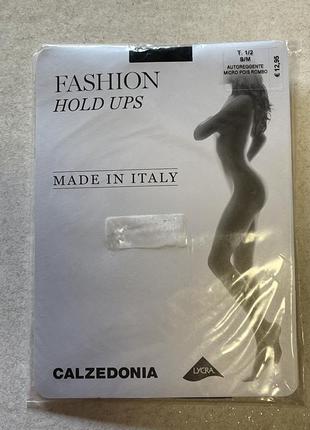 T. 1/2
B/M
AUTOREGGENTE
MICRO POIS ROMBO
€ 12,95
FASHION
HOLD UPS
MADE IN ITALY
CALZEDONIA
LYCRA